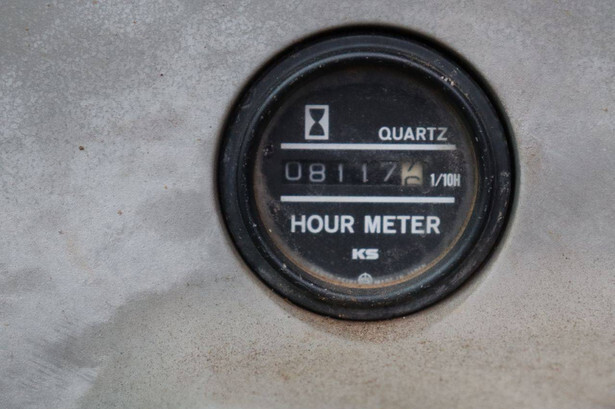 QUARTZ
08117 1/10H
HOUR METER
KS